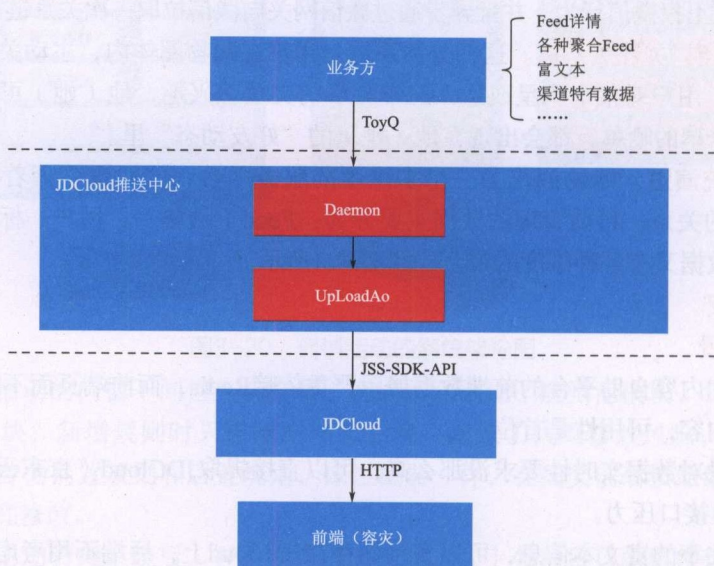 Feed详情
各种聚合Feed
富文本
渠道特有数据
……
业务方
ToyQ
JDCloud推送中心
Daemon
UpLoadAo
JSS-SDK-API
JDCloud
HTTP
前端（容灾）